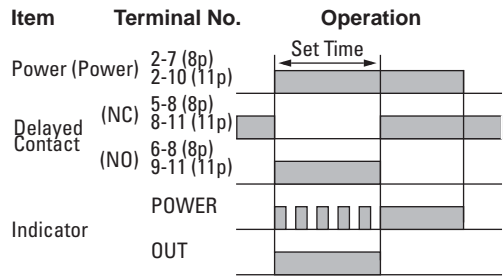 Item Terminal No. Operation
Set Time
Power (Power) 2-7 (8p)
2-10 (11p)
Delayed Contact (NC) 5-8 (8p)
8-11 (11p)
(NO) 6-8 (8p)
9-11 (11p)
Indicator POWER
OUT